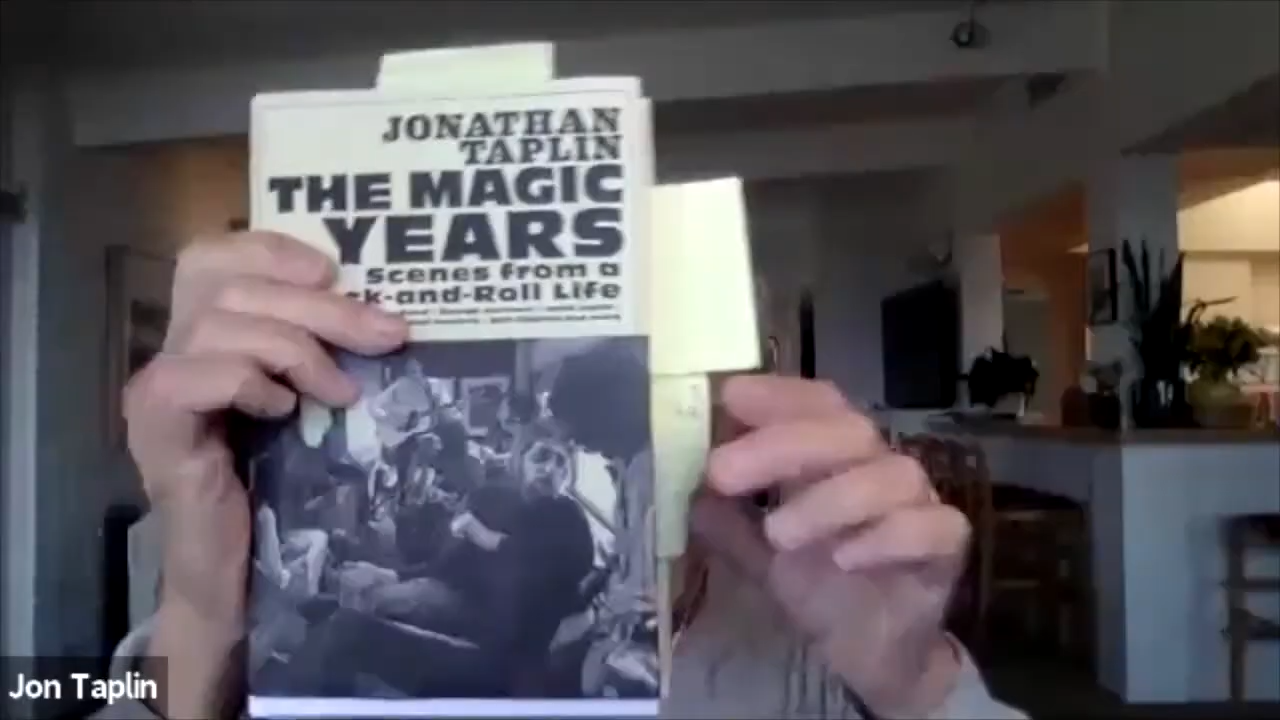 JONATHAN
TAPLIN
THE MAGIC
YEARS
Scenes from a
ck-and-Roll Life
Jon Taplin